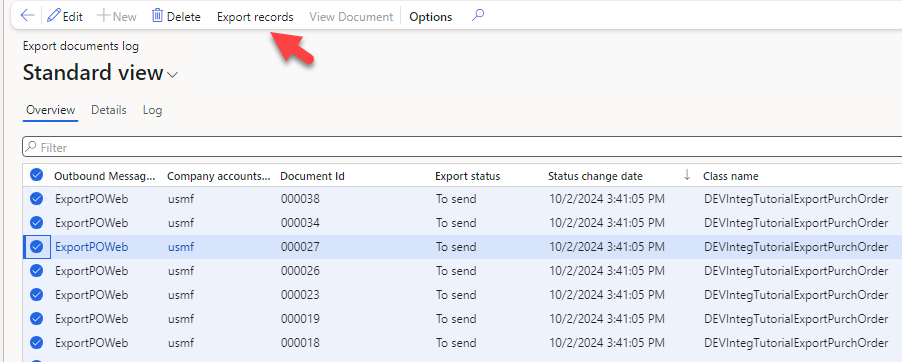 Edit New Delete Export records View Document Options
Export documents log
Standard view
Overview Details Log
Filter
Outbound Messag... Company accounts... Document Id Export status Status change date Class name
ExportPOWeb usmf 000038 To send 10/2/2024 3:41:05 PM DEVIntegTutorialExportPurchOrder
ExportPOWeb usmf 000034 To send 10/2/2024 3:41:05 PM DEVIntegTutorialExportPurchOrder
ExportPOWeb usmf 000027 To send 10/2/2024 3:41:05 PM DEVIntegTutorialExportPurchOrder
ExportPOWeb usmf 000026 To send 10/2/2024 3:41:05 PM DEVIntegTutorialExportPurchOrder
ExportPOWeb usmf 000023 To send 10/2/2024 3:41:05 PM DEVIntegTutorialExportPurchOrder
ExportPOWeb usmf 000019 To send 10/2/2024 3:41:05 PM DEVIntegTutorialExportPurchOrder
ExportPOWeb usmf 000018 To send 10/2/2024 3:41:05 PM DEVIntegTutorialExportPurchOrder